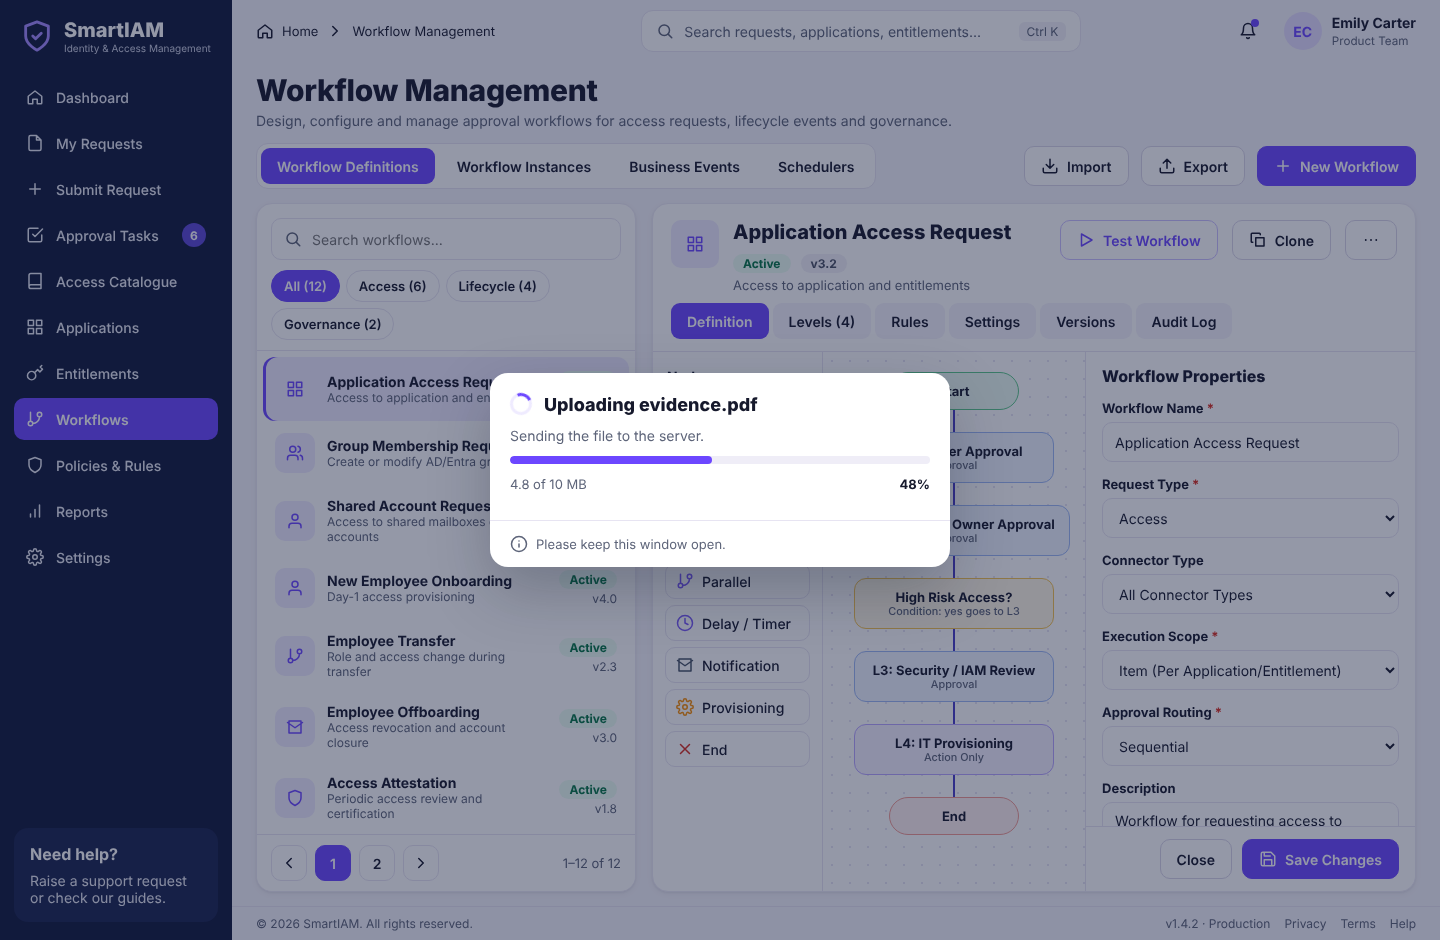 SmartIAM
Identity & Access Management
Dashboard
My Requests
Submit Request
Approval Tasks 6
Access Catalogue
Applications
Entitlements
Workflows
Policies & Rules
Reports
Settings
Need help?
Raise a support request
or check our guides.
Home Workflow Management
Search requests, applications, entitlements... Ctrl K
EC
Emily Carter
Product Team
Workflow Management
Design, configure and manage approval workflows for access requests, lifecycle events and governance.
Workflow Definitions Workflow Instances Business Events Schedulers
Import Export New Workflow
Search workflows...
All (12) Access (6) Lifecycle (4)
Governance (2)
Application Access Requ
Access to application and en
Group Membership Requ
Create or modify AD/Entra gr
Shared Account Reques
Access to shared mailboxes
accounts
New Employee Onboarding Active
Day-1 access provisioning v4.0
Employee Transfer Active
Role and access change during
transfer
v2.3
Employee Offboarding Active
Access revocation and account
closure
v3.0
Access Attestation Active
Periodic access review and
certification
v1.8
1 2 1–12 of 12
Application Access Request
Active v3.2
Access to application and entitlements
Test Workflow Clone ...
Definition Levels (4) Rules Settings Versions Audit Log
Uploading evidence.pdf
Sending the file to the server.
4.8 of 10 MB 48%
Please keep this window open.
Parallel
Delay / Timer
Notification
Provisioning
End
art
er Approval
roval
Owner Approval
roval
High Risk Access?
Condition: yes goes to L3
L3: Security / IAM Review
Approval
L4: IT Provisioning
Action Only
End
Workflow Properties
Workflow Name *
Application Access Request
Request Type *
Access
Connector Type
All Connector Types
Execution Scope *
Item (Per Application/Entitlement)
Approval Routing *
Sequential
Description
Workflow for requesting access to
Close Save Changes
© 2026 SmartIAM. All rights reserved.
v1.4.2 · Production Privacy Terms Help